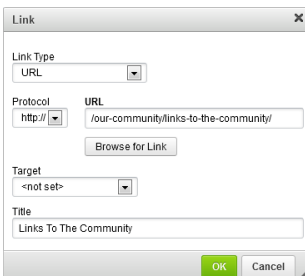 Link
Link Type
URL
Protocol URL
http:// /our-community/links-to-the-community/
Browse for Link
Target
<not set>
Title
Links To The Community
OK Cancel